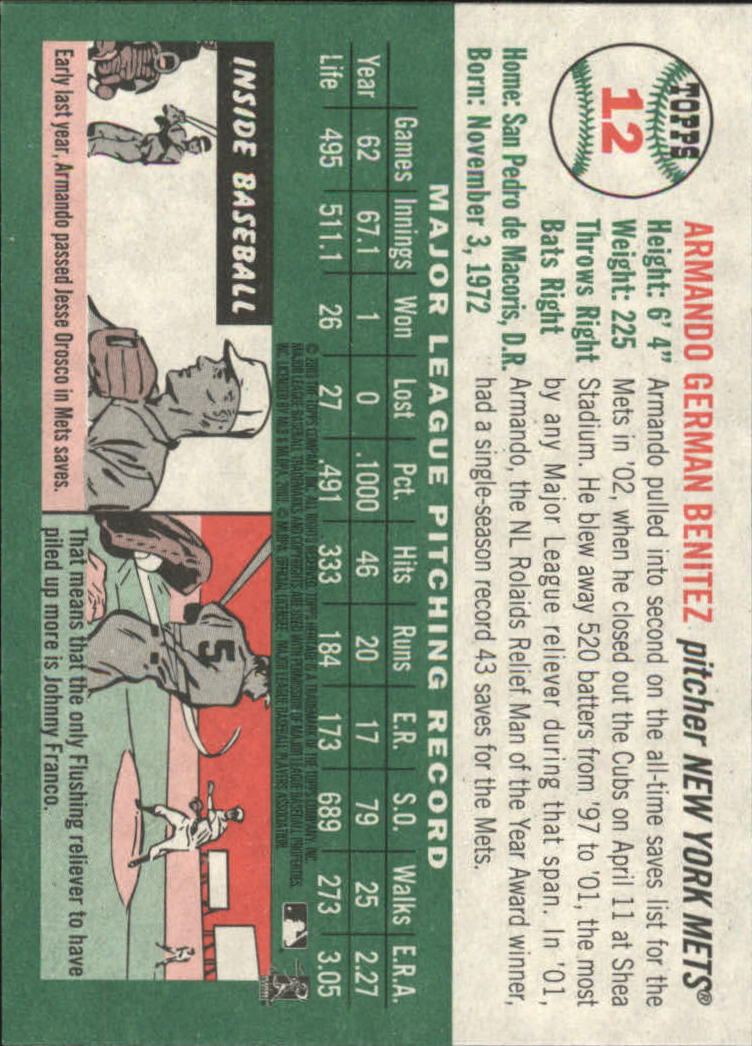 TOPPS
12
ARMANDO GERMAN BENITEZ pitcher NEW YORK METS®
Height: 6' 4"
Weight: 225
Throws Right
Bats Right
Home: San Pedro de Macoris, D.R.
Born: November 3, 1972
Armando pulled into second on the all-time saves list for the
Mets in '02, when he closed out the Cubs on April 11 at Shea
Stadium. He blew away 520 batters from '97 to '01, the most
by any Major League reliever during that span. In '01,
Armando, the NL Rolaids Relief Man of the Year Award winner,
had a single-season record 43 saves for the Mets.
MAJOR LEAGUE PITCHING RECORD
Games Innings Won Lost Pct. Hits Runs E.R. S.O. Walks E.R.A.
Year 62 67.1 1 0 .1000 46 20 17 79 25 2.27
Life 495 511.1 26 27 .491 333 184 173 689 273 3.05
INSIDE BASEBALL
5
Early last year, Armando passed Jesse Orosco in Mets saves.
That means that the only Flushing reliever to have
piled up more is Johnny Franco.